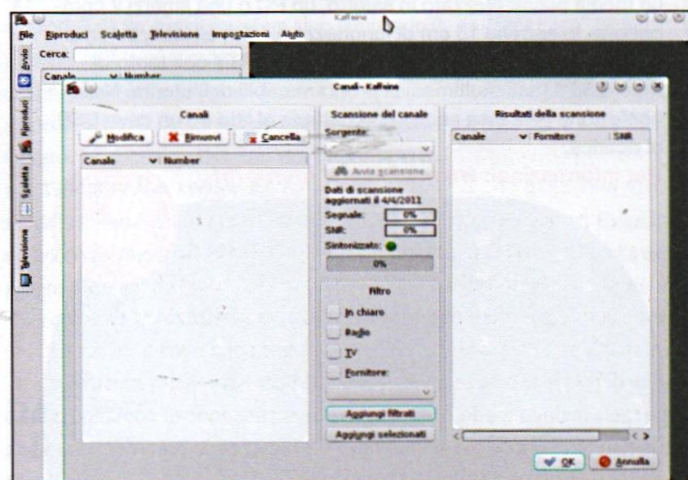 Kaffeine
File Riproduci Scaletta Televisione Impostazioni Aiuto
Cerca:
Canale Number
Avvio
Riproduci
Scaletta
Televisione
Canali - Kaffeine
Canali
Modifica Rimuovi Cancella
Canale Number
Scansione del canale
Sorgente:
Avvia scansione
Dati di scansione
aggiornati il 4/4/2011
Segnale: 0%
SNR: 0%
Sintonizzato:
0%
Filtro
In chiaro
Radio
TV
Fornitore:
Aggiungi filtrati
Aggiungi selezionati
Risultati della
Canale Fornitore SNR
OK Annulla